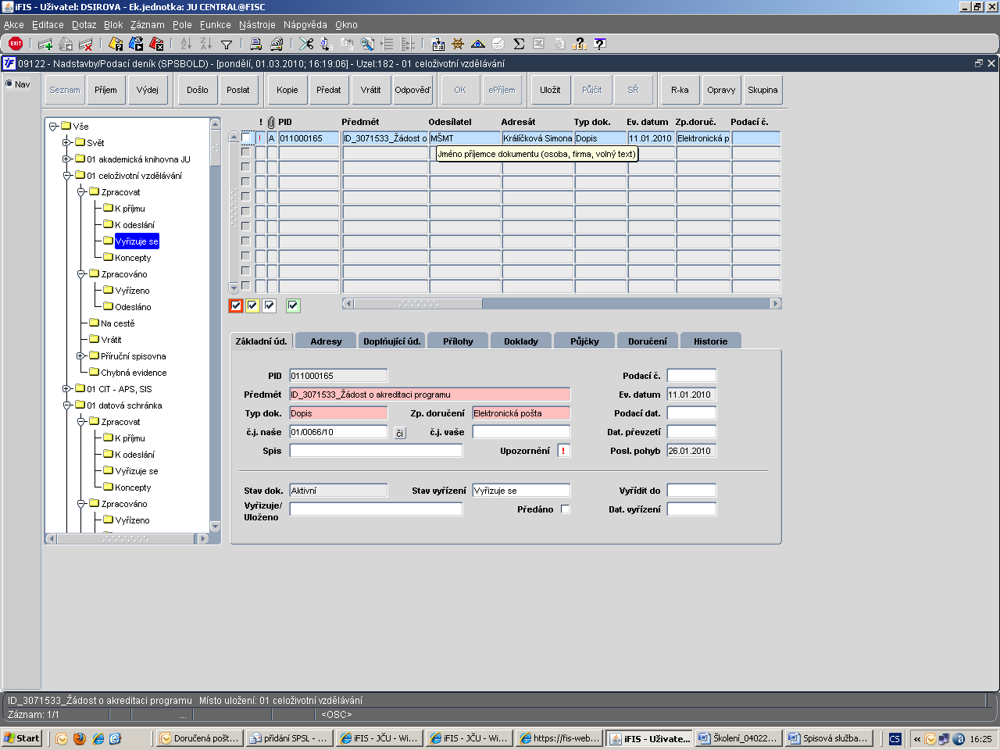 iFIS - Uživatel: DSIROVA - Ek.jednotka: JU CENTRAL@FISC
Akce Editace Dotaz Blok Záznam Pole Funkce Nástroje Nápověda Okno
EXIT
09122 - Nadstavby/Podací deník (SPSBOLD) - [pondělí, 01.03.2010; 16:19:06] - Uzel:182 - 01 celoživotní vzdělávání
Nav
Seznam Příjem Výdej Došlo Poslat Kopie Předat Vrátit Odpověď OK ePříjem Uložit Půjčit SŘ R-ka Opravy Skupina
! PID Předmět Odesílatel Adresát Typ dok. Ev. datum Zp.doruč. Podací č.
! A 011000165 ID_3071533_Žádost o MŠMT Králíčková Simona Dopis 11.01.2010 Elektronická p
Jméno příjemce dokumentu (osoba, firma, volný text)
Vše
Svět
01 akademická knihovna JU
01 celoživotní vzdělávání
Zpracovat
K příjmu
K odeslání
Vyřizuje se
Koncepty
Zpracováno
Vyřízeno
Odesláno
Na cestě
Vrátit
Příruční spisovna
Chybná evidence
01 CIT - APS, SIS
01 datová schránka
Zpracovat
K příjmu
K odeslání
Vyřizuje se
Koncepty
Zpracováno
Vyřízeno
Základní úd. Adresy Doplňující úd. Přílohy Doklady Půjčky Doručení Historie
PID 011000165 Podací č.
Předmět ID_3071533_Žádost o akreditaci programu Ev. datum 11.01.2010
Typ dok. Dopis Zp. doručení Elektronická pošta Podací dat.
č.j. naše 01/0066/10 čí č.j. vaše Dat. převzetí
Spis Upozornění ! Posl. pohyb 26.01.2010
Stav dok. Aktivní Stav vyřízení Vyřizuje se Vyřídit do
Vyřizuje/
Uloženo Předáno Dat. vyřízení
ID_3071533_Žádost o akreditaci programu Místo uložení: 01 celoživotní vzdělávání
Záznam: 1/1 ... <OSC>
Start Doručená pošt... přidání SPSL - ... iFIS - JČU - Wi... iFIS - JČU - Wi... https://fis-web... iFIS - Uživate... Školení_04022... Spisová služba... CS « 16:25